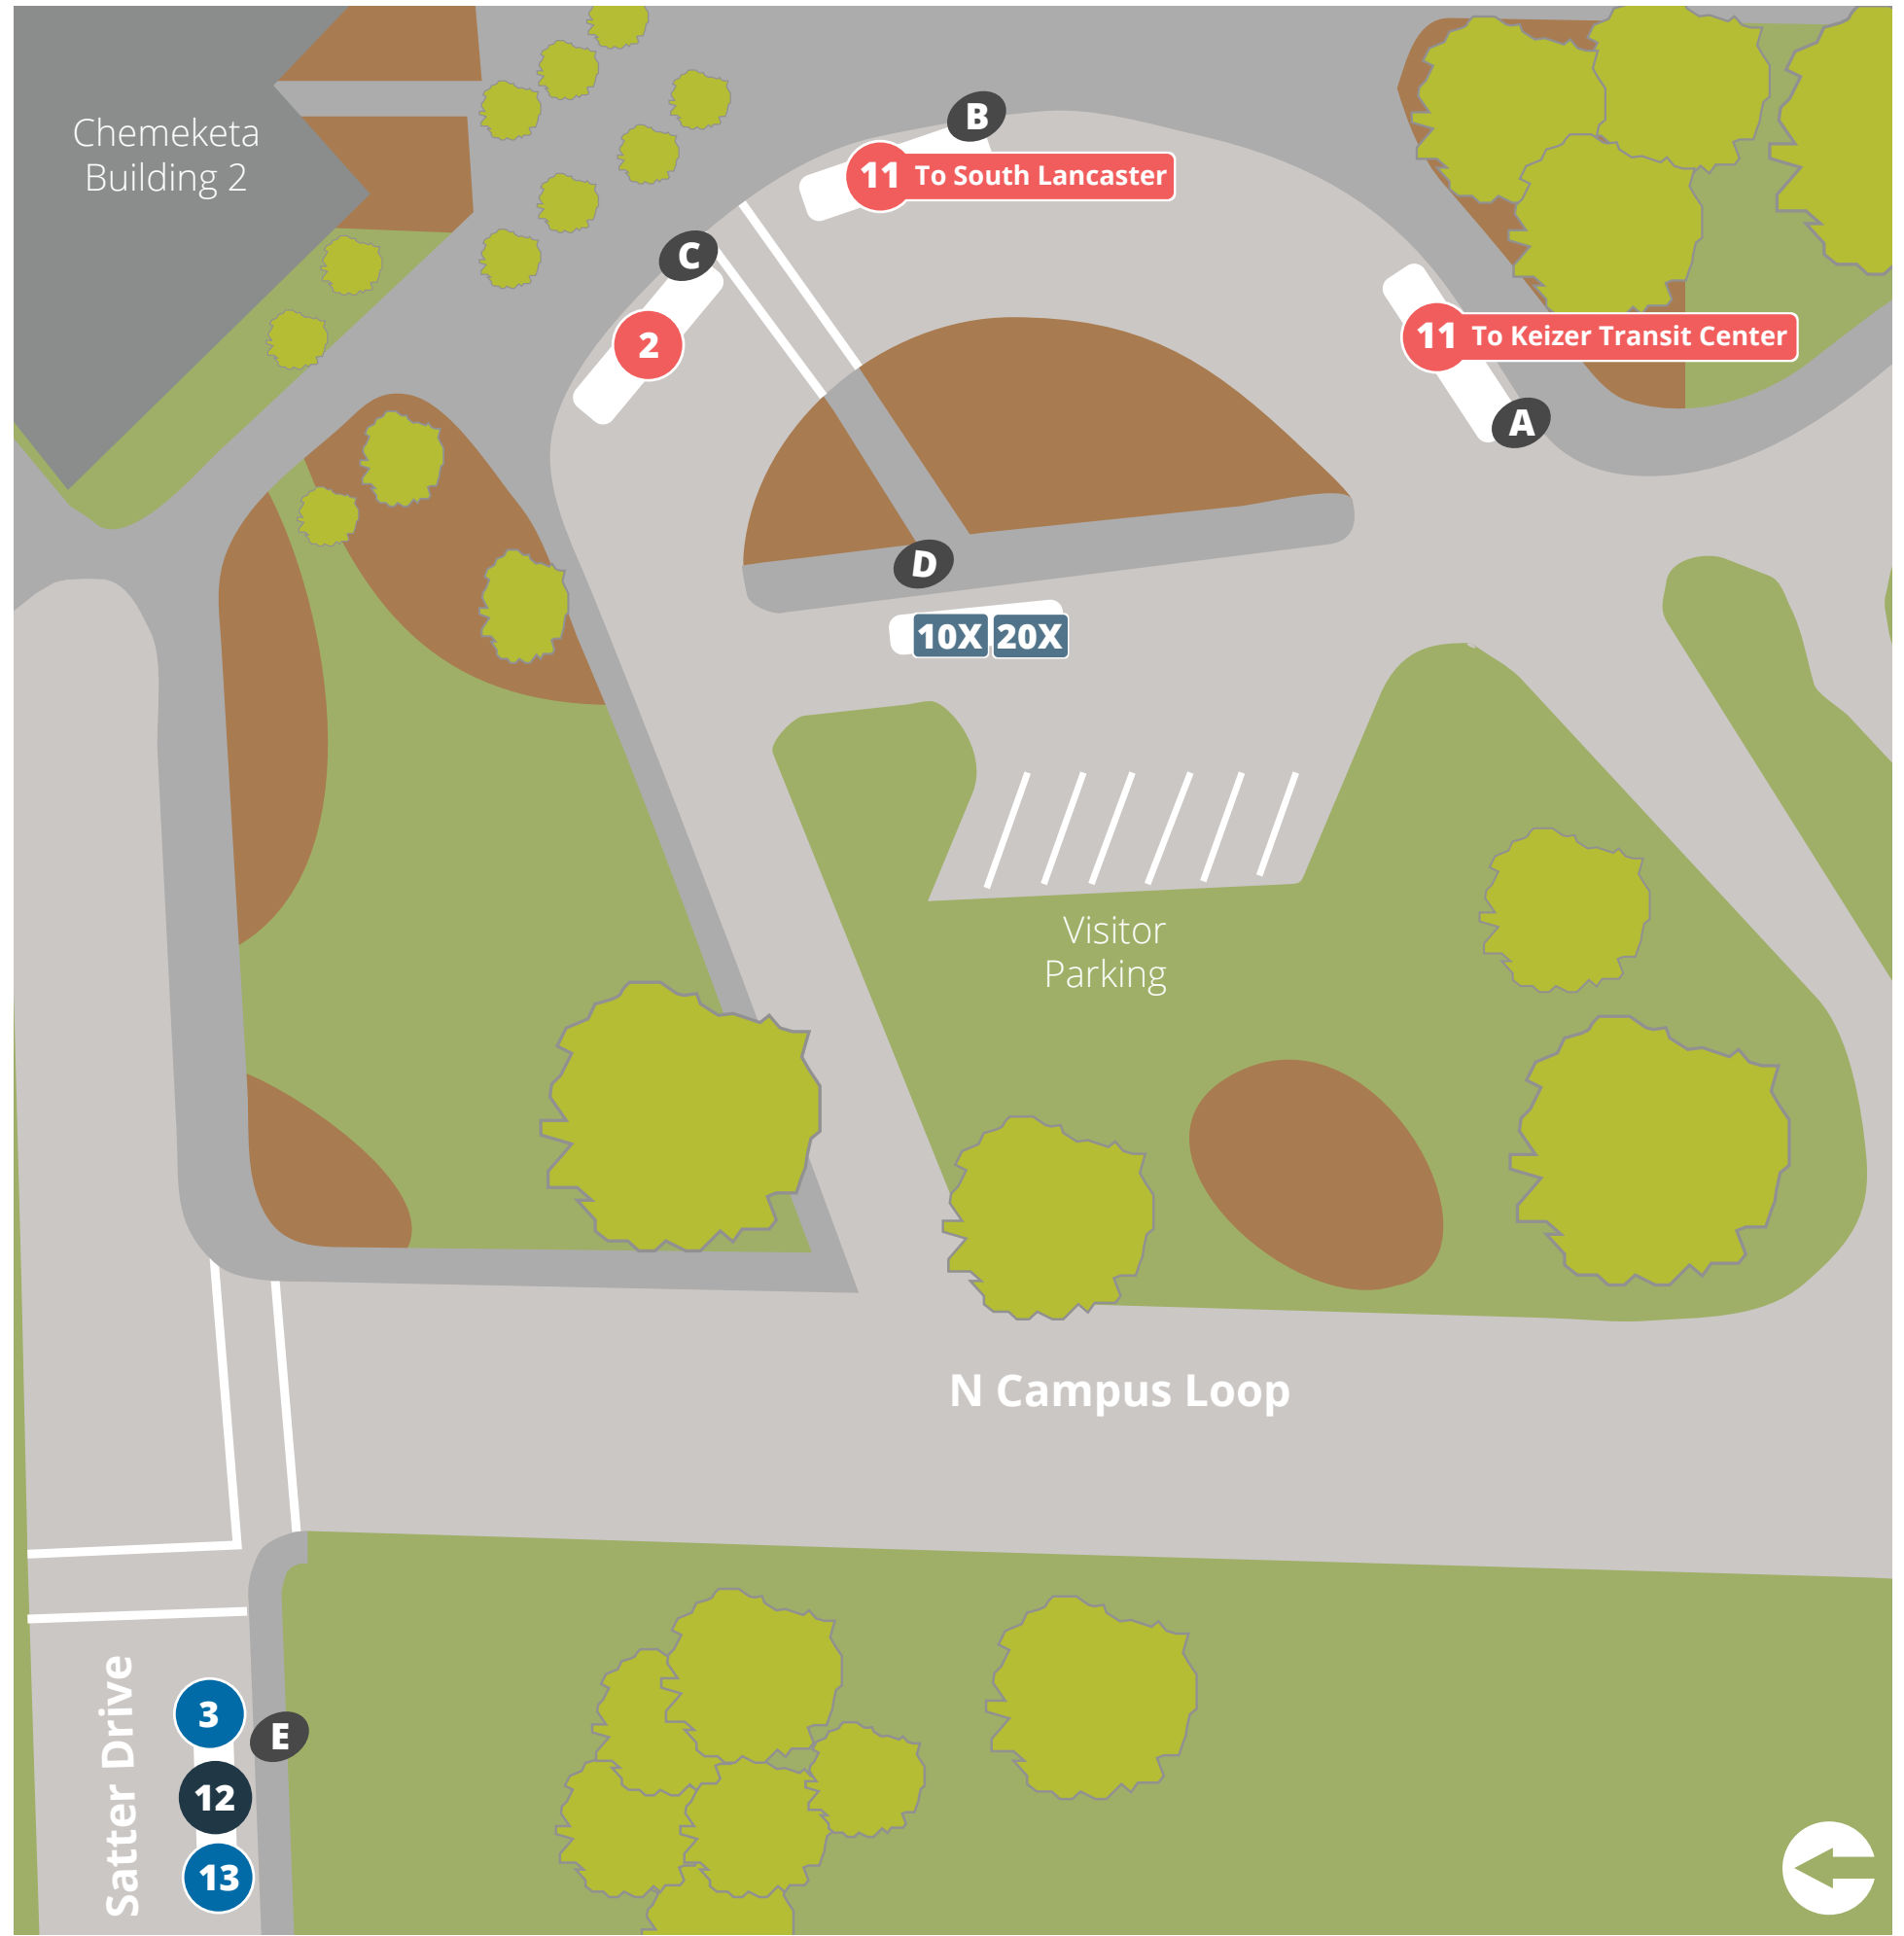 Chemeketa
Building 2
B
11 To South Lancaster
C
2
11 To Keizer Transit Center
A
D
10X 20X
Visitor
Parking
N Campus Loop
Satter Drive
3
E
12
13